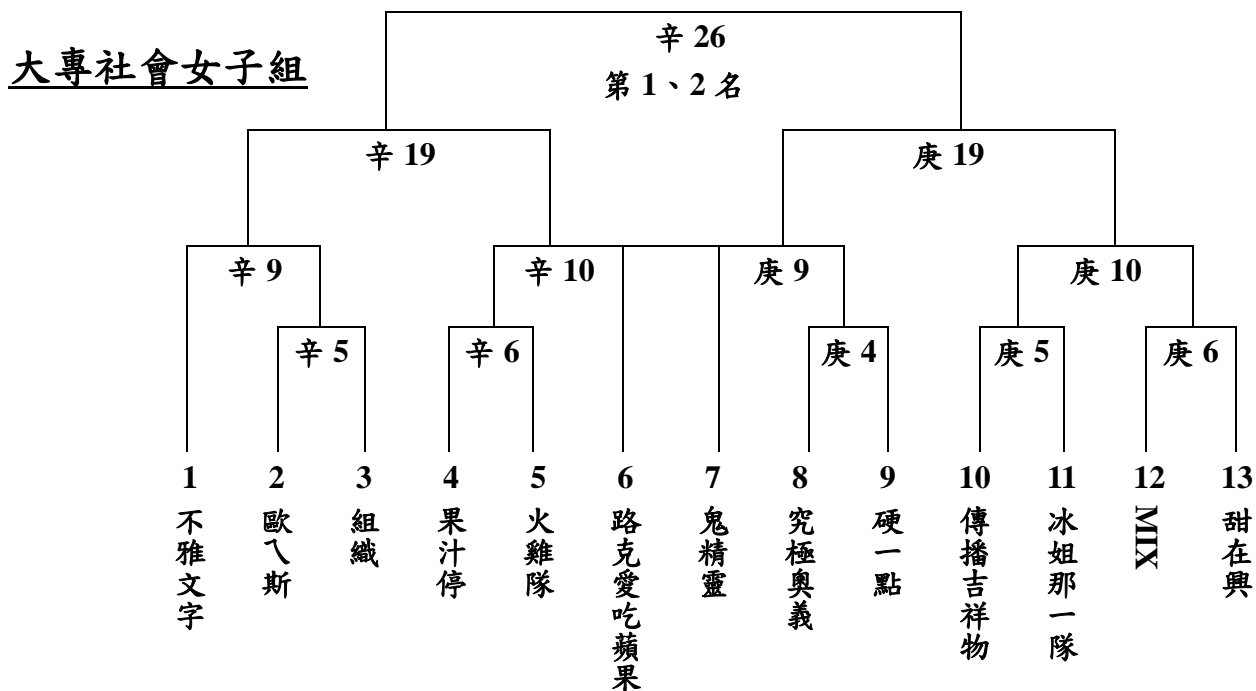 大專社會女子組
辛 26
第 1、2 名
辛 19
庚 19
辛 9
辛 10
庚 9
庚 10
辛 5
辛 6
庚 4
庚 5
庚 6
1
2
3
4
5
6
7
8
9
10
11
12
13
不雅文字
歐ㄟ斯
組織
果汁停
火雞隊
路克愛吃蘋果
鬼精靈
究極奧義
硬一點
傳播吉祥物
冰姐那一隊
MIX
甜在興